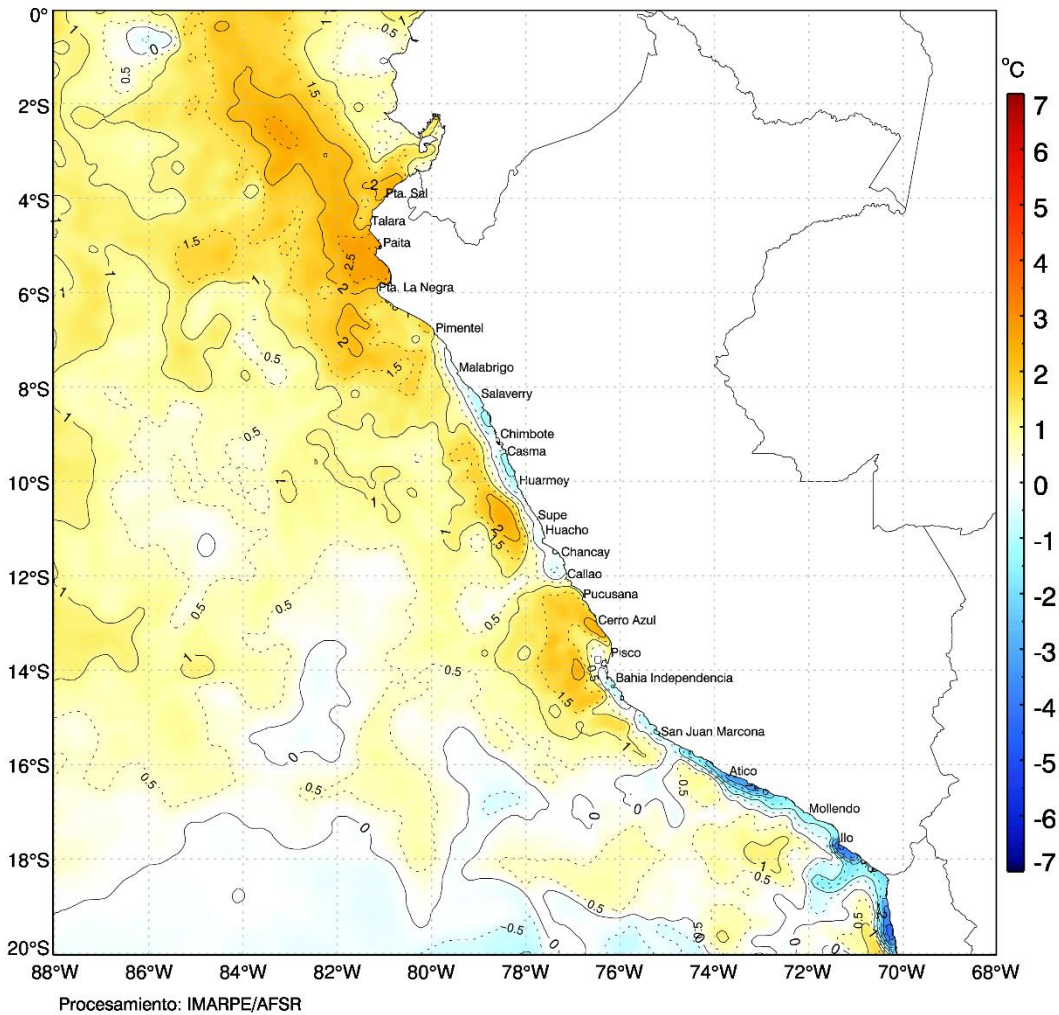 0°
2°S
4°S
6°S
8°S
10°S
12°S
14°S
16°S
18°S
20°S
88°W 86°W 84°W 82°W 80°W 78°W 76°W 74°W 72°W 70°W 68°W
Pta. Sal
Talara
Paita
Pta. La Negra
Pimentel
Malabrigo
Salaverry
Chimbote
Casma
Huarmey
Supe
Huacho
Chancay
Callao
Pucusana
Cerro Azul
Pisco
Bahia Independencia
San Juan Marcona
Atico
Mollendo
Ilo
°C
7
6
5
4
3
2
1
0
-1
-2
-3
-4
-5
-6
-7
Procesamiento: IMARPE/AFSR